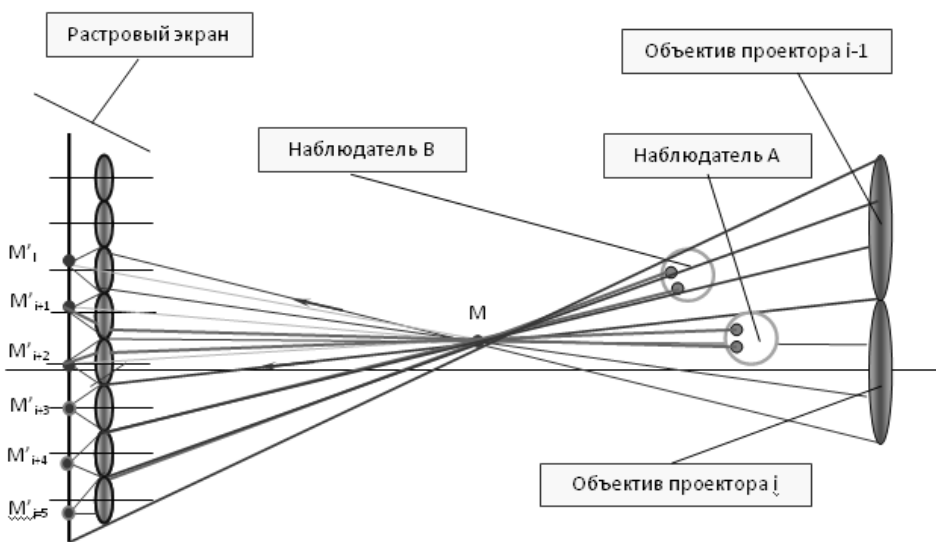 Растровый экран
Объектив проектора i-1
Наблюдатель B
Наблюдатель A
M'i
M'i+1
M
M'i+2
M'i+3
M'i+4
M'i=5
Объектив проектора i